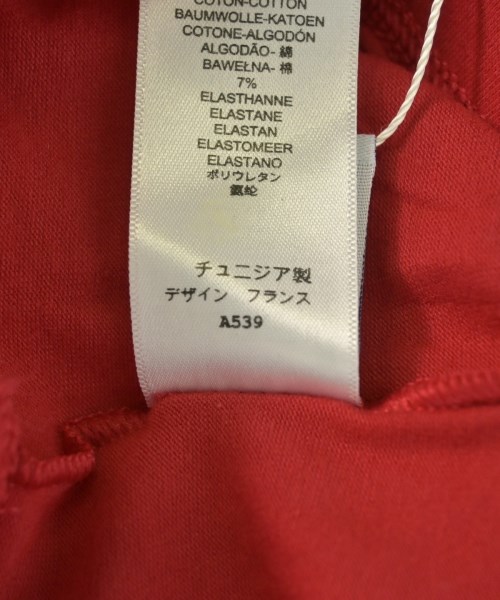 COTON-COTTON
BAUMWOLLE-KATOEN
COTONE-ALGODÓN
ALGODÃO-綿
BAWEŁNA-棉
7%
ELASTHANNE
ELASTANE
ELASTAN
ELASTOMEER
ELASTANO
ポリウレタン
氨纶
チュニジア製
デザイン フランス
A539